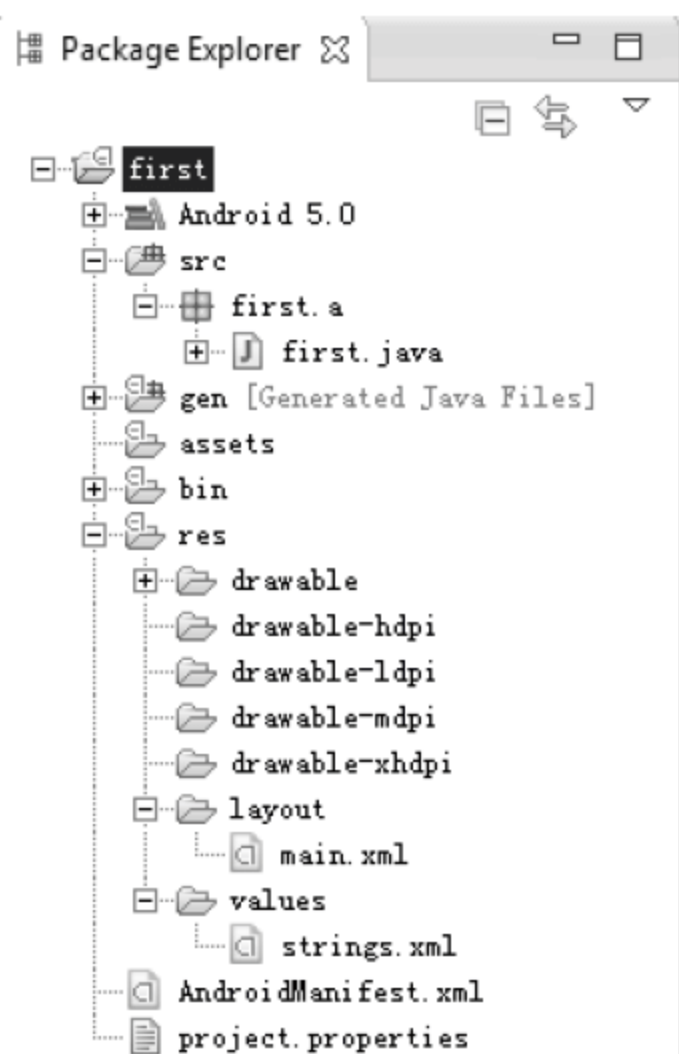 Package Explorer
first
Android 5.0
src
first.a
first.java
gen [Generated Java Files]
assets
bin
res
drawable
drawable-hdpi
drawable-ldpi
drawable-mdpi
drawable-xhdpi
layout
main.xml
values
strings.xml
AndroidManifest.xml
project.properties